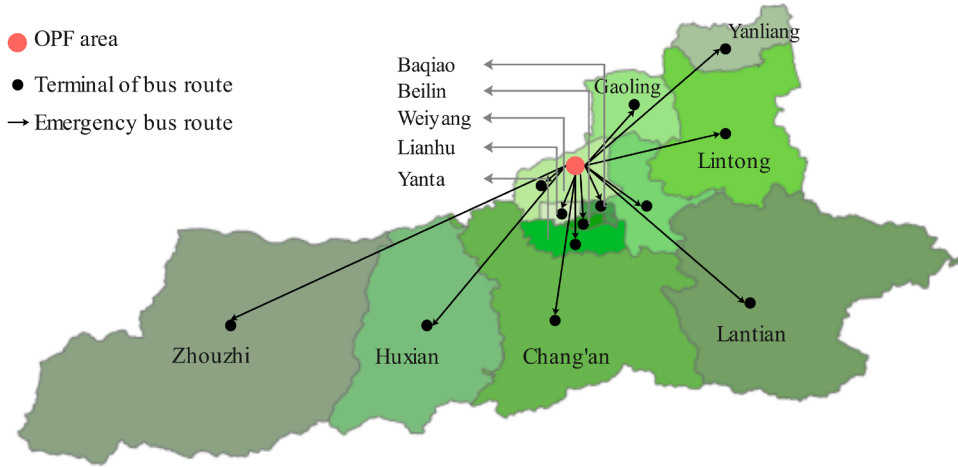 OPF area
Terminal of bus route
Emergency bus route
Baqiao
Beilin
Weiyang
Lianhu
Yanta
Yanliang
Gaoling
Lintong
Zhouzhi
Huxian
Chang'an
Lantian